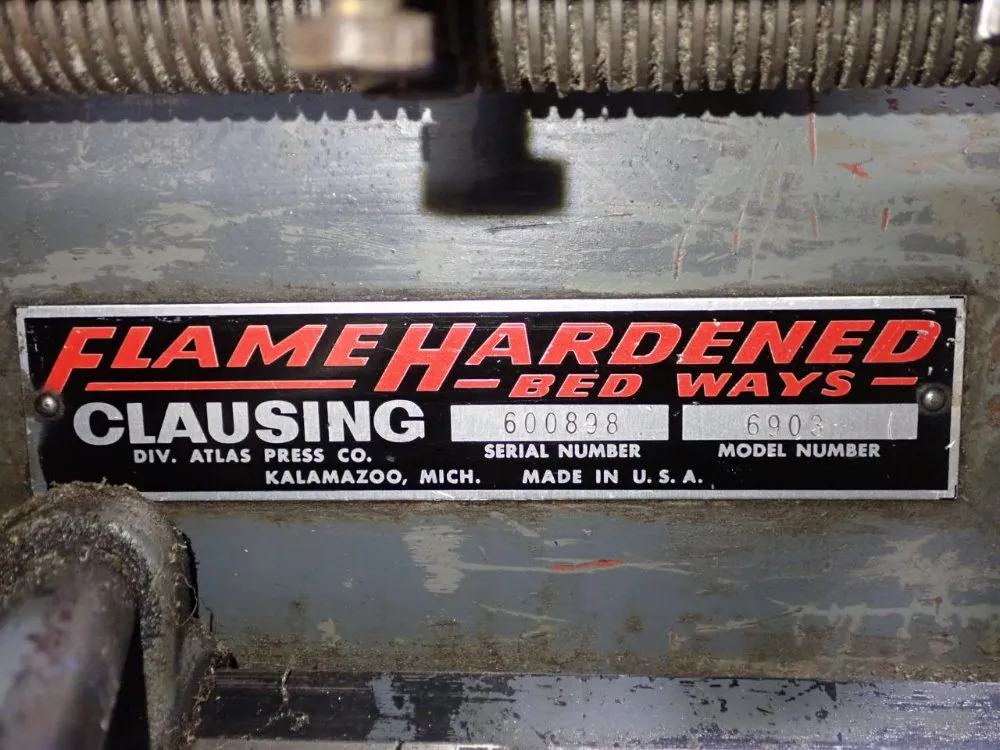 FLAME HARDENED
BED WAYS
CLAUSING
600898
6903
DIV. ATLAS PRESS CO.
SERIAL NUMBER
MODEL NUMBER
KALAMAZOO, MICH. MADE IN U.S.A.